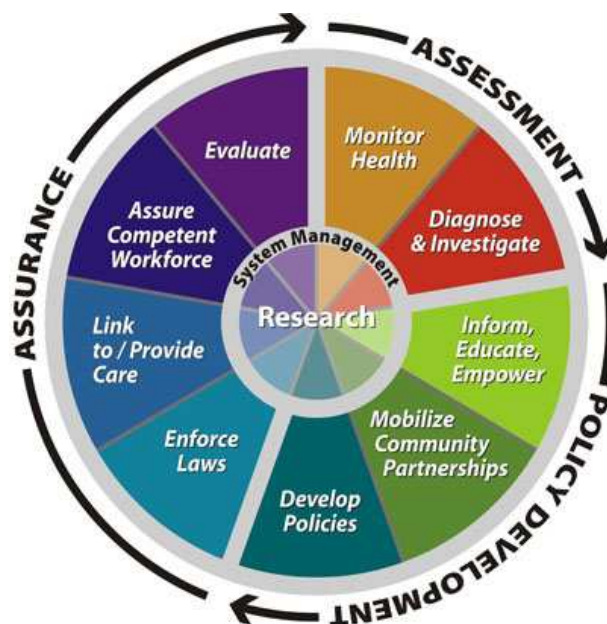 ASSESSMENT
Monitor
Health
Diagnose
& Investigate
POLICY DEVELOPMENT
Inform,
Educate,
Empower
Mobilize
Community
Partnerships
Develop
Policies
ASSURANCE
Enforce
Laws
Link
to / Provide
Care
Assure
Competent
Workforce
Evaluate
System Management
Research